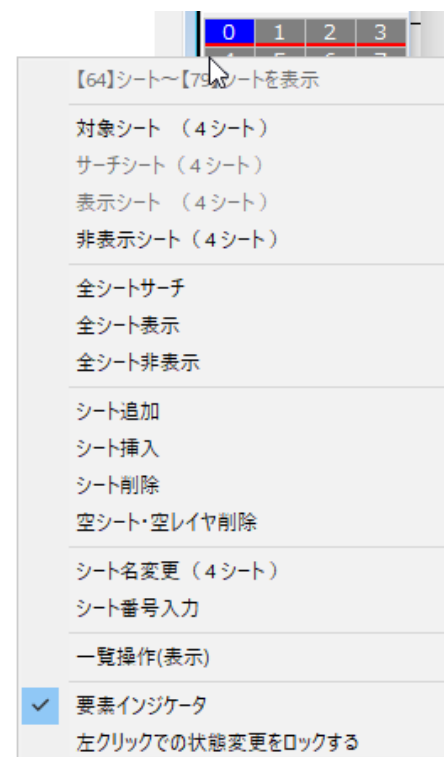 0 1 2 3
【64】シート～【79】シートを表示
対象シート （４シート）
サーチシート（４シート）
表示シート （４シート）
非表示シート（４シート）
全シートサーチ
全シート表示
全シート非表示
シート追加
シート挿入
シート削除
空シート・空レイヤ削除
シート名変更（４シート）
シート番号入力
一覧操作(表示)
要素インジケータ
左クリックでの状態変更をロックする